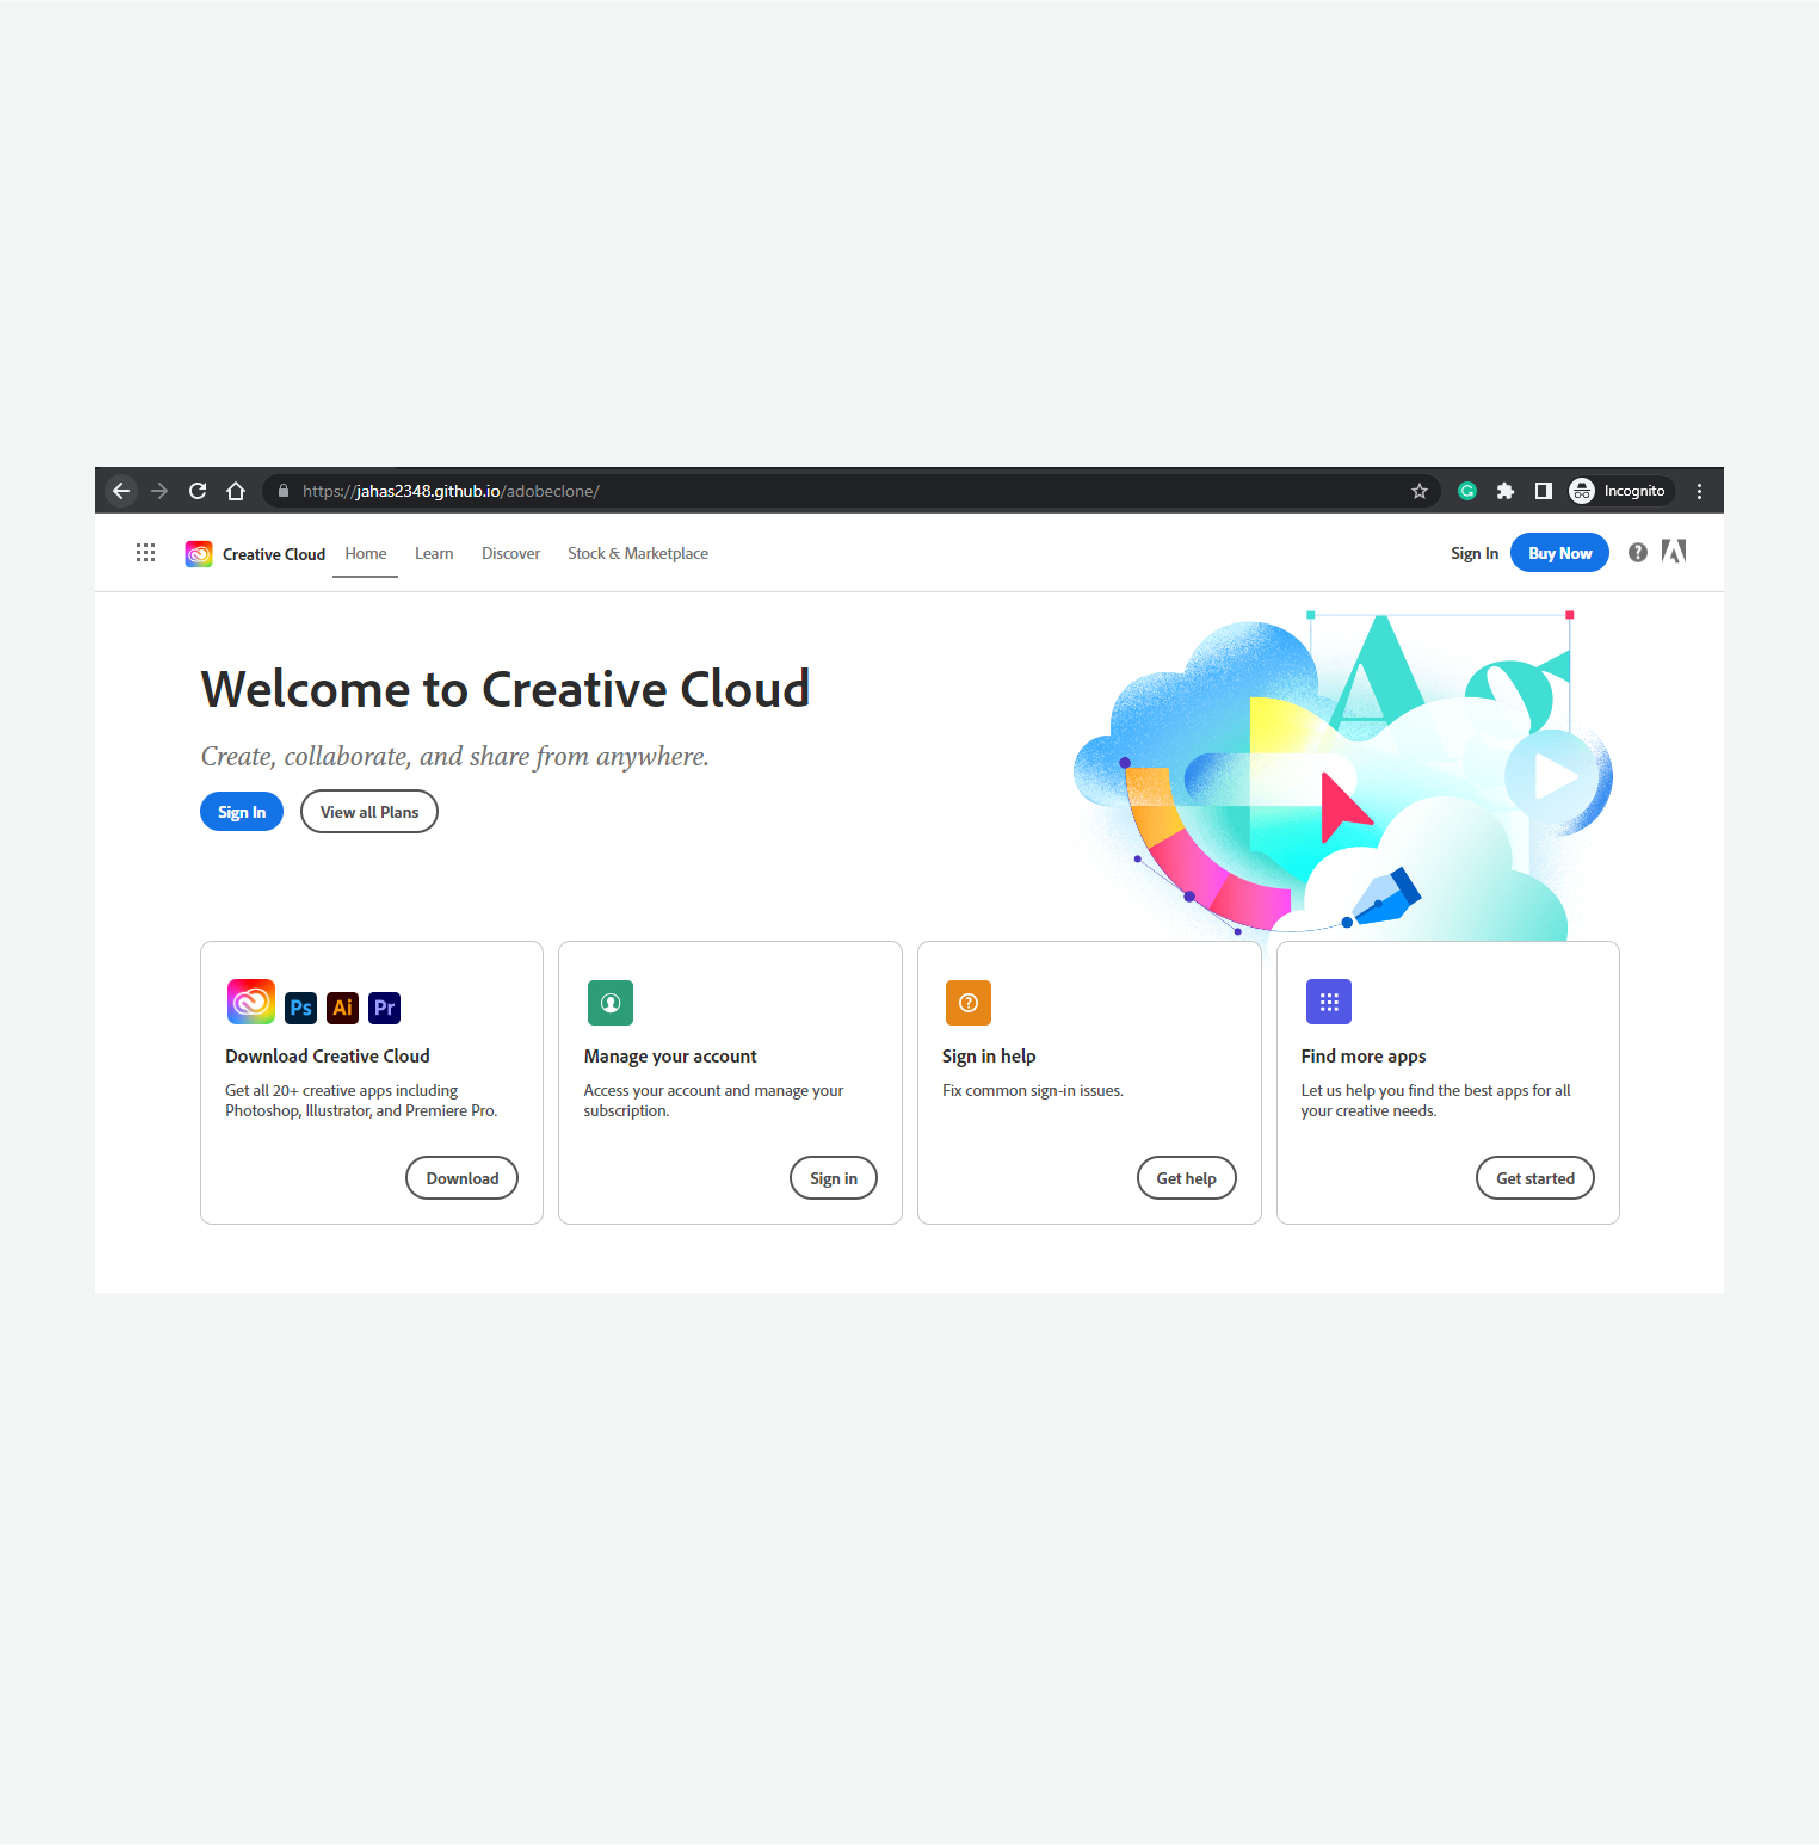 https://jahas2348.github.io/adobeclone/
Incognito
Creative Cloud Home Learn Discover Stock & Marketplace Sign In Buy Now
Ag
Welcome to Creative Cloud
Create, collaborate, and share from anywhere.
Sign In View all Plans
Ps Ai Pr
Download Creative Cloud
Get all 20+ creative apps including
Photoshop, Illustrator, and Premiere Pro.
Download
Manage your account
Access your account and manage your
subscription.
Sign in
Sign in help
Fix common sign-in issues.
Get help
Find more apps
Let us help you find the best apps for all
your creative needs.
Get started